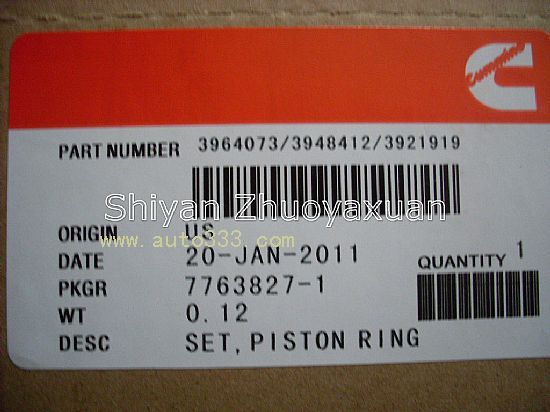 Cummins
PART NUMBER 3964073/3948412/3921919
Shiyan Zhuoyaxuan
ORIGIN US
www.auto333.com
DATE 20-JAN-2011
QUANTITY 1
PKGR 7763827-1
WT 0.12
DESC SET, PISTON RING